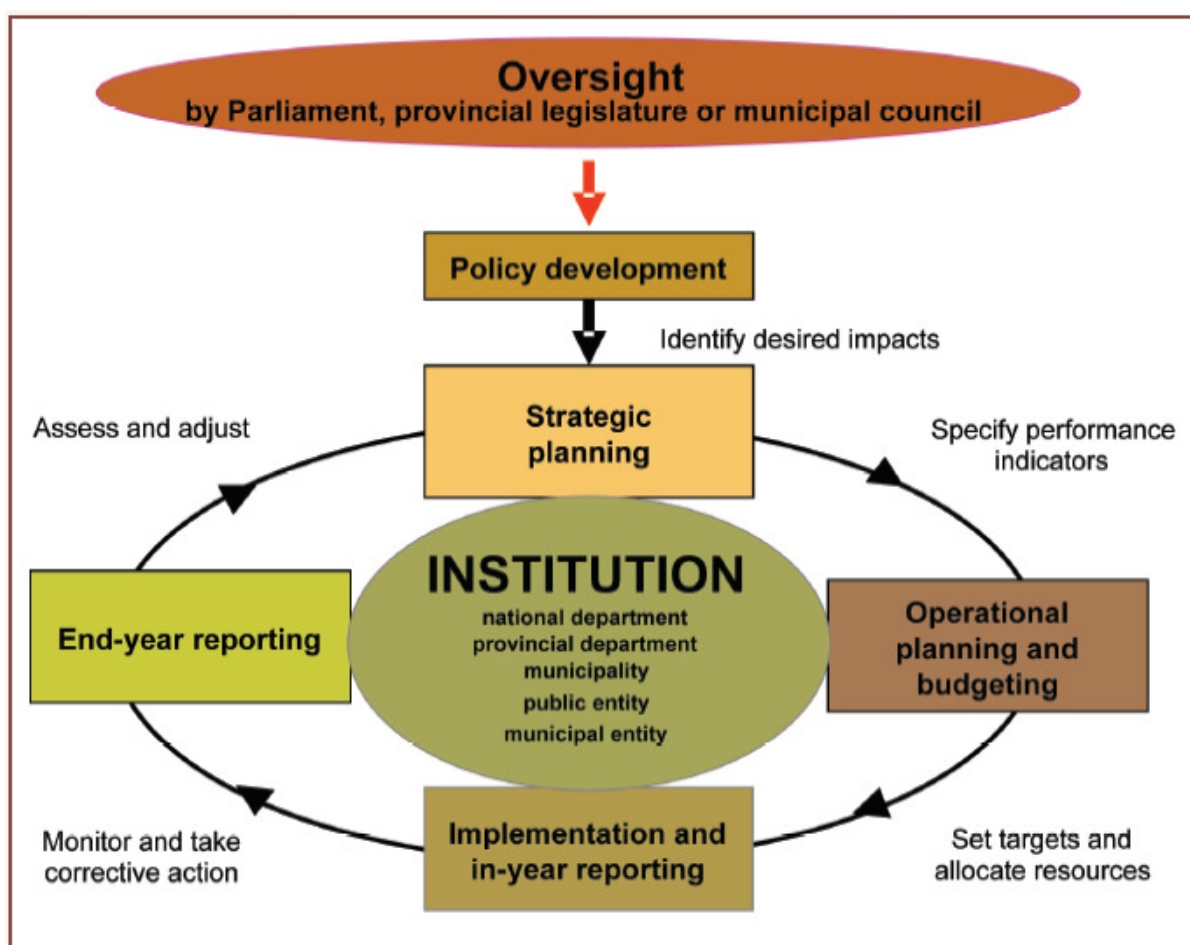 Oversight
by Parliament, provincial legislature or municipal council
Policy development
Identify desired impacts
Strategic
planning
Assess and adjust
Specify performance
indicators
INSTITUTION
national department
provincial department
municipality
public entity
municipal entity
End-year reporting
Operational
planning and
budgeting
Implementation and
in-year reporting
Monitor and take
corrective action
Set targets and
allocate resources